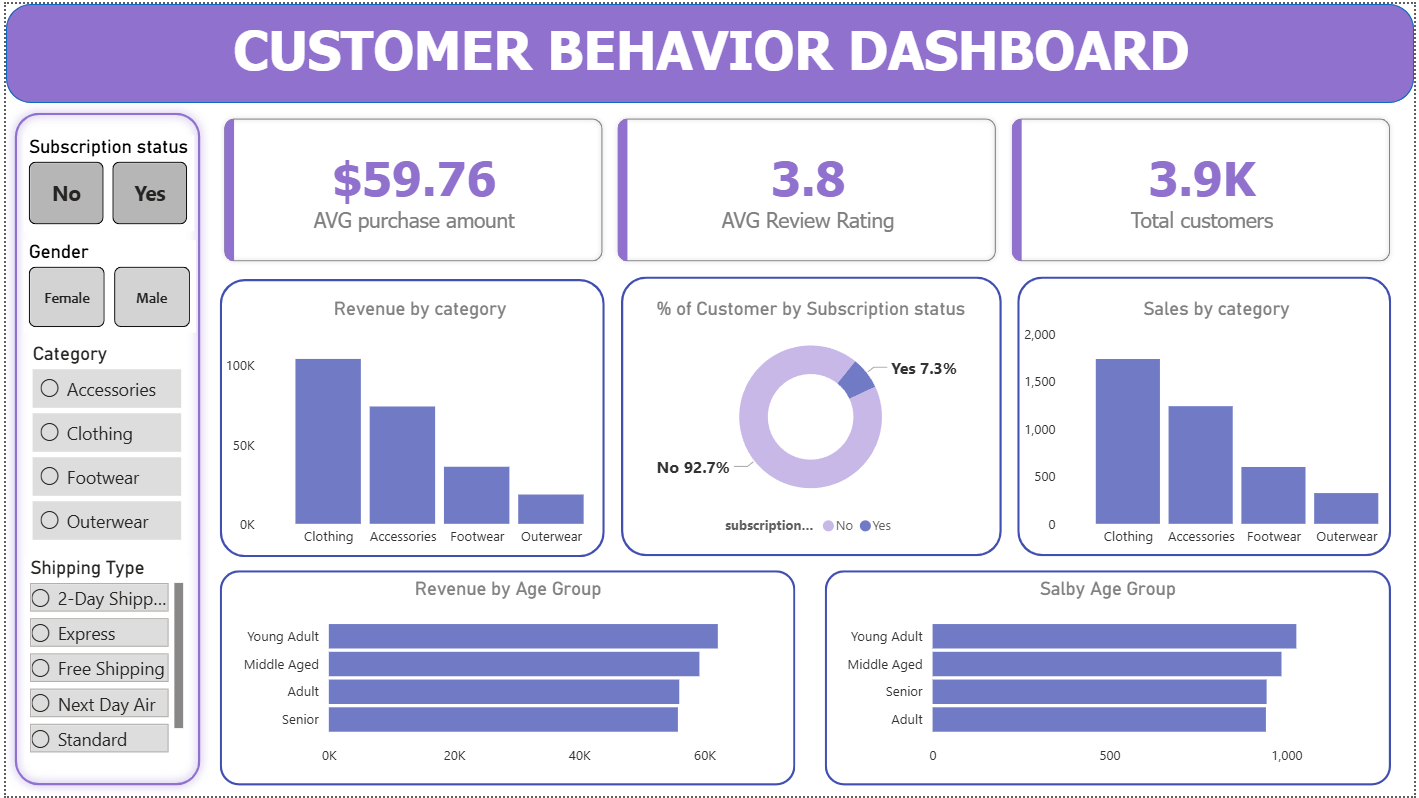 CUSTOMER BEHAVIOR DASHBOARD
Subscription status
No Yes
Gender
Female Male
Category
Accessories
Clothing
Footwear
Outerwear
Shipping Type
2-Day Shipp...
Express
Free Shipping
Next Day Air
Standard
$59.76
AVG purchase amount
3.8
AVG Review Rating
3.9K
Total customers
Revenue by category
100K
50K
0K
Clothing Accessories Footwear Outerwear
% of Customer by Subscription status
Yes 7.3%
No 92.7%
subscription... No Yes
Sales by category
2,000
1,500
1,000
500
0
Clothing Accessories Footwear Outerwear
Revenue by Age Group
Young Adult
Middle Aged
Adult
Senior
0K 20K 40K 60K
Salby Age Group
Young Adult
Middle Aged
Senior
Adult
0 500 1,000